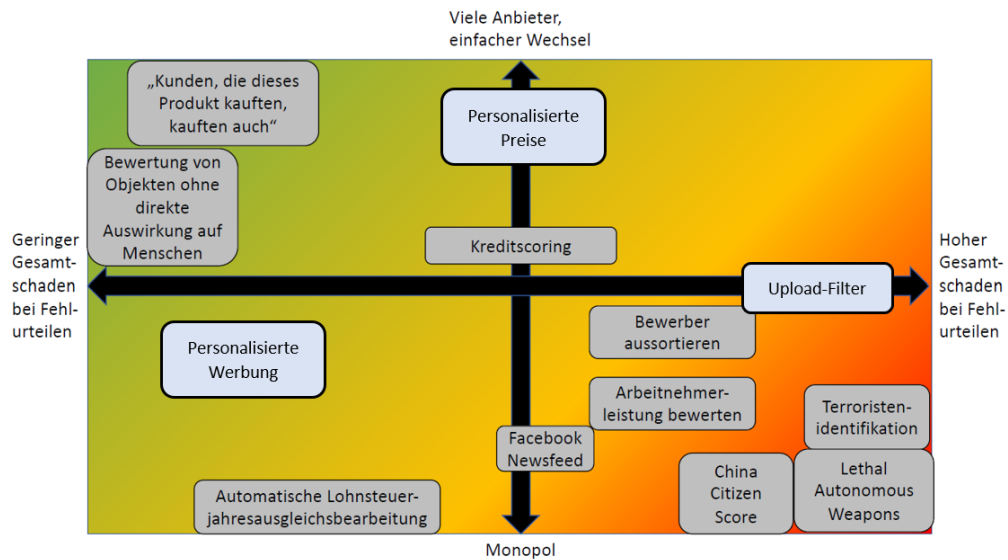 Viele Anbieter,
einfacher Wechsel
„Kunden, die dieses
Produkt kauften,
kauften auch“
Personalisierte
Preise
Bewertung von
Objekten ohne
direkte
Auswirkung auf
Menschen
Kreditscoring
Geringer
Gesamt-
schaden
bei Fehl-
urteilen
Hoher
Gesamt-
schaden
bei Fehl-
urteilen
Upload-Filter
Bewerber
aussortieren
Personalisierte
Werbung
Arbeitnehmer-
leistung bewerten
Terroristen-
identifikation
Facebook
Newsfeed
China
Citizen
Score
Lethal
Autonomous
Weapons
Automatische Lohnsteuer-
jahresausgleichsbearbeitung
Monopol